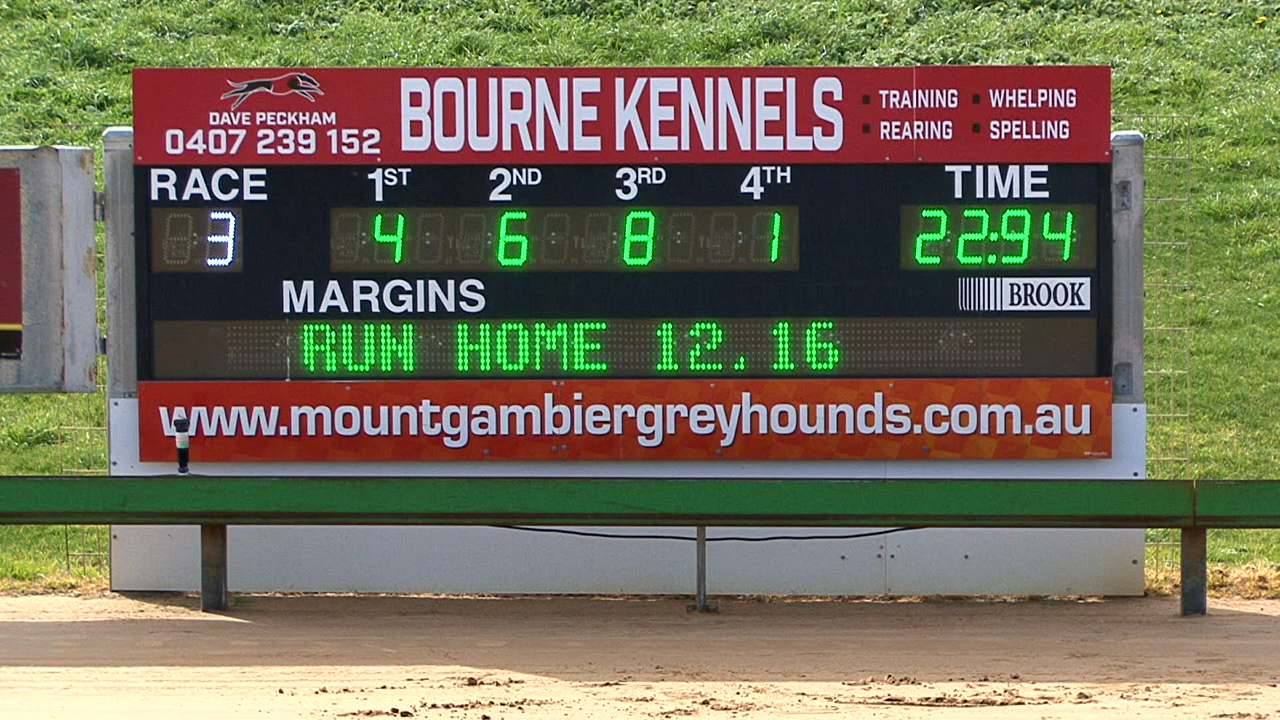 DAVE PECKHAM
0407 239 152
BOURNE KENNELS
▪ TRAINING ▪ WHELPING
▪ REARING ▪ SPELLING
RACE 1ST 2ND 3RD 4TH TIME
3 4 6 8 1 22:94
MARGINS
BROOK
RUN HOME 12.16
www.mountgambiergreyhounds.com.au